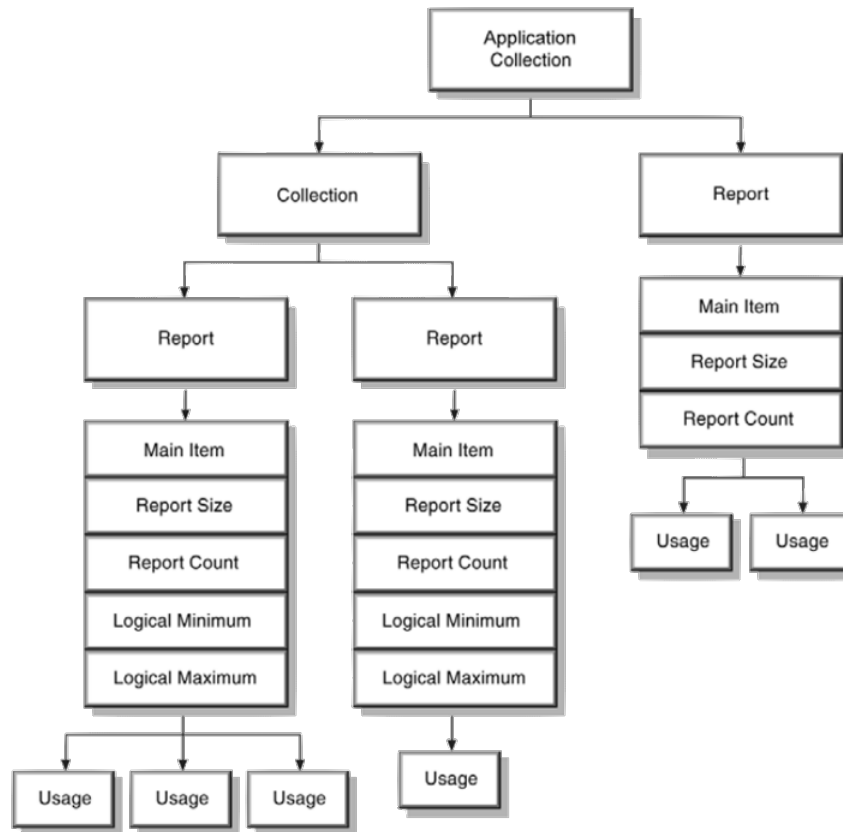 Application
Collection
Collection
Report
Report
Report
Main Item
Report Size
Report Count
Main Item
Report Size
Report Count
Logical Minimum
Logical Maximum
Main Item
Report Size
Report Count
Logical Minimum
Logical Maximum
Usage
Usage
Usage
Usage
Usage
Usage